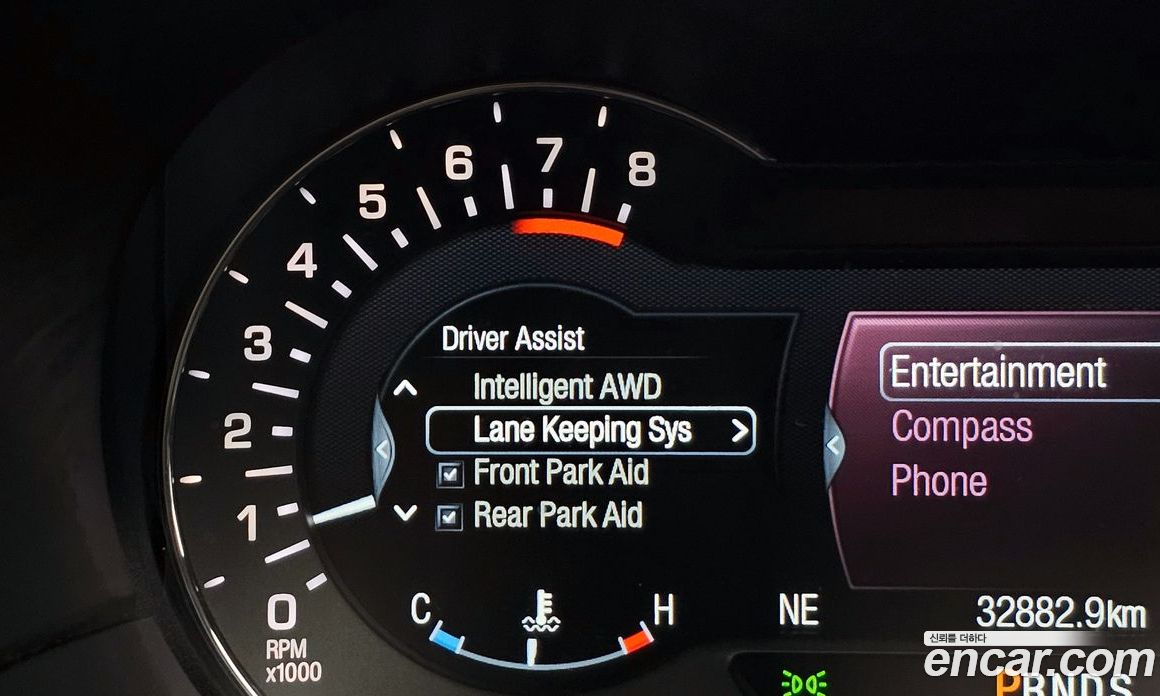 8
7
6
5
4
3
2
1
0
RPM
x1000
Driver Assist
Intelligent AWD
Lane Keeping Sys
Front Park Aid
Rear Park Aid
C
H
Entertainment
Compass
Phone
NE
32882.9km
신뢰를 더하다
encar.com
PRNDS